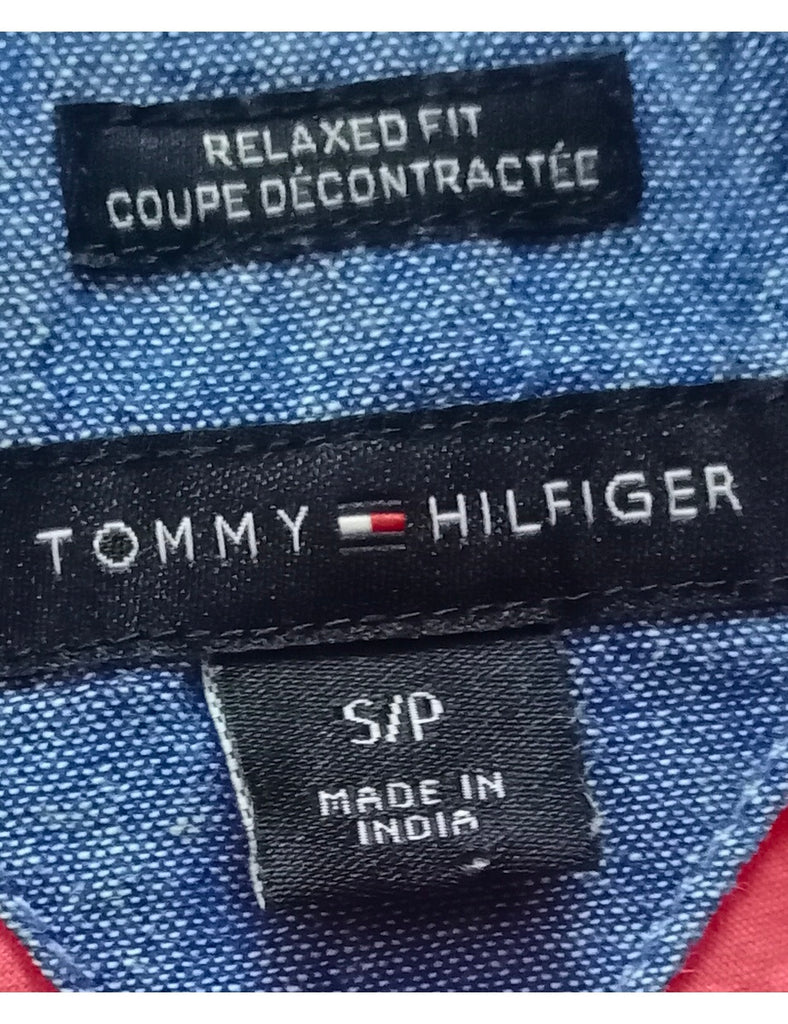 RELAXED FIT
COUPE DÉCONTRACTÉE
TOMMY HILFIGER
S/P
MADE IN
INDIA